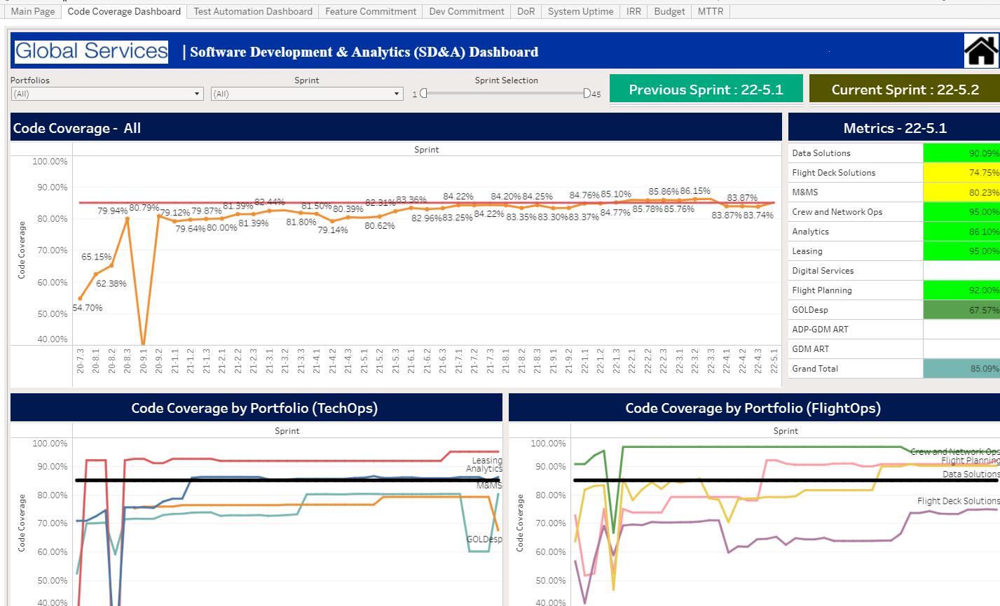 Main Page Code Coverage Dashboard Test Automation Dashboard Feature Commitment Dev Commitment DoR System Uptime IRR Budget MTTR
Global Services | Software Development & Analytics (SD&A) Dashboard
Portfolios Sprint Sprint Selection
(All) (All) 1 45
Previous Sprint : 22-5.1 Current Sprint : 22-5.2
Code Coverage - All
Sprint
Code Coverage
100.00%
90.00%
80.00%
70.00%
60.00%
50.00%
40.00%
54.70%
62.38%
65.15%
79.94%
80.79%
79.12%
79.64%
79.87%
80.00%
81.39%
81.39%
82.44%
81.80%
81.50%
79.14%
80.39%
80.62%
82.31%
83.36%
82.96%
83.25%
84.22%
84.22%
84.20%
83.35%
84.25%
83.30%
83.37%
84.76%
84.77%
85.10%
85.78%
85.86%
85.76%
86.15%
83.87%
83.87%
83.74%
20-7.3
20-8.1
20-8.2
20-8.3
20-9.1
20-9.2
21-1.1
21-1.2
21-1.3
21-2.1
21-2.2
21-2.3
21-3.1
21-3.2
21-3.3
21-4.1
21-4.2
21-4.3
21-5.1
21-5.2
21-5.3
21-6.1
21-6.2
21-6.3
21-7.1
21-7.2
21-7.3
21-8.1
21-8.2
21-8.3
21-9.1
21-9.2
22-1.1
22-1.2
22-1.3
22-2.1
22-2.2
22-2.3
22-3.1
22-3.2
22-3.3
22-4.1
22-4.2
22-4.3
22-5.1
Metrics - 22-5.1
Data Solutions 90.09%
Flight Deck Solutions 74.75%
M&MS 80.23%
Crew and Network Ops 95.00%
Analytics 86.10%
Leasing 95.00%
Digital Services
Flight Planning 92.00%
GOLDesp 67.57%
ADP-GDM ART
GDM ART
Grand Total 85.09%
Code Coverage by Portfolio (TechOps)
Sprint
Code Coverage
100.00%
90.00%
80.00%
70.00%
60.00%
50.00%
40.00%
Leasing
Analytics
M&MS
GOLDesp
Code Coverage by Portfolio (FlightOps)
Sprint
Code Coverage
100.00%
90.00%
80.00%
70.00%
60.00%
50.00%
40.00%
Crew and Network Ops
Flight Planning
Data Solutions
Flight Deck Solutions